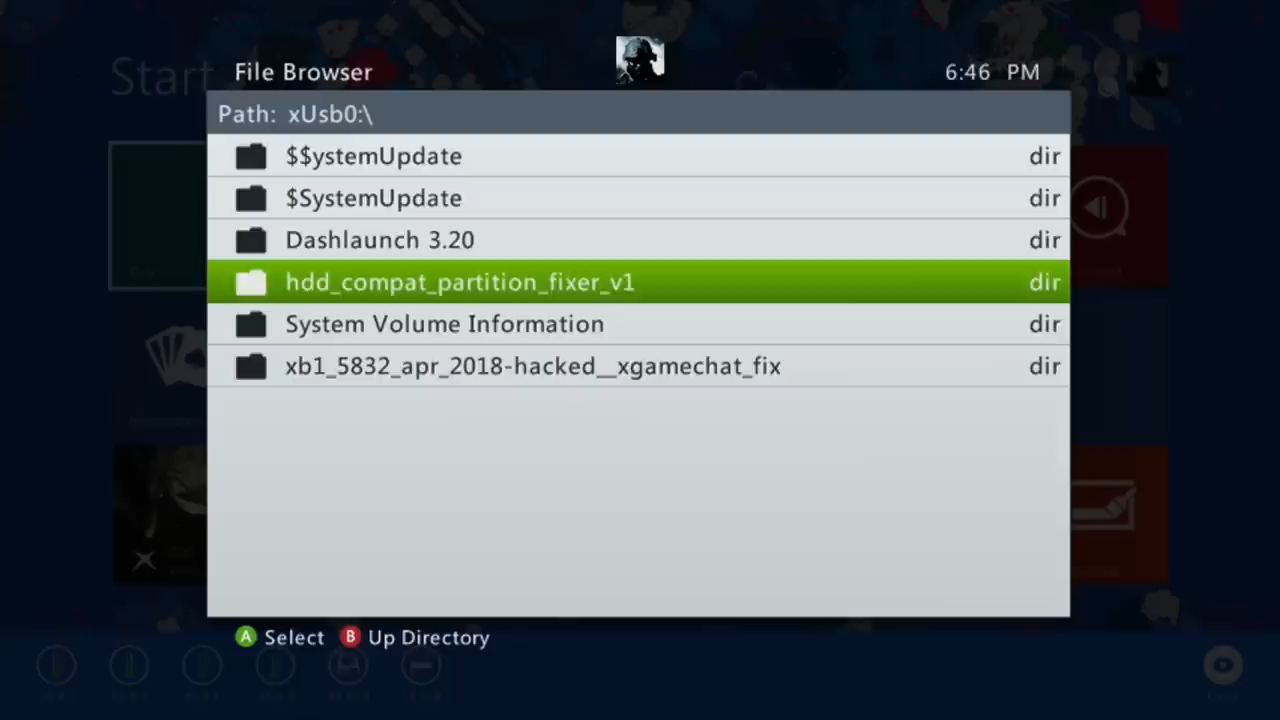 Start
File Browser
6:46 PM
Path: xUsb0:\
$$ystemUpdate dir
$SystemUpdate dir
Dashlaunch 3.20 dir
hdd_compat_partition_fixer_v1 dir
System Volume Information dir
xb1_5832_apr_2018-hacked__xgamechat_fix dir
A Select B Up Directory